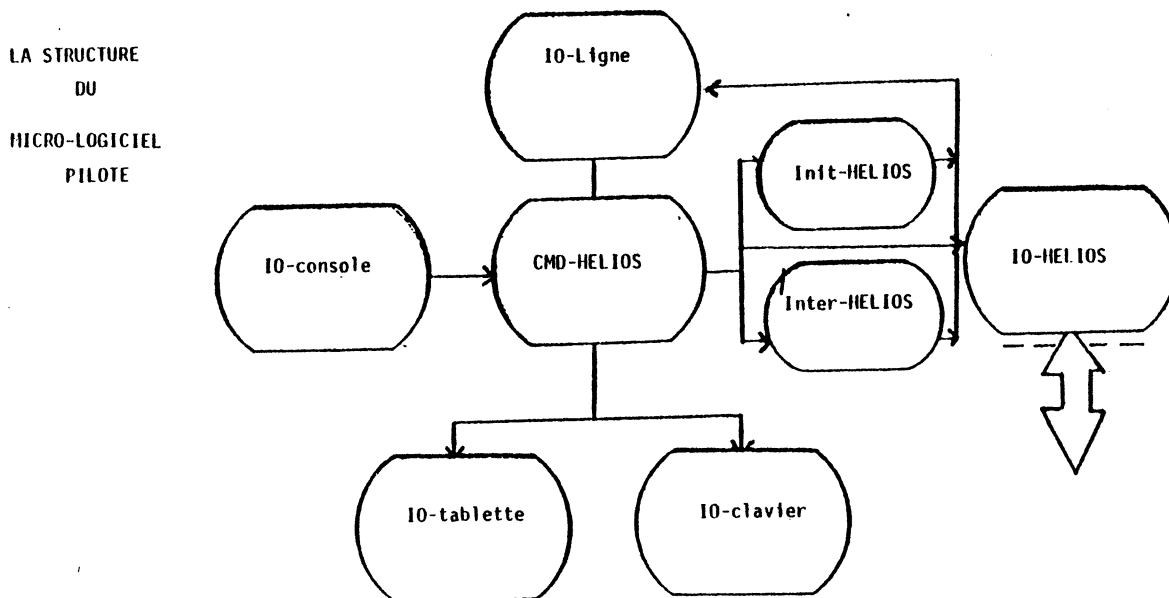 LA STRUCTURE
DU
MICRO-LOGICIEL
PILOTE
IO-Ligne
Init-HELIOS
IO-console
CMD-HELIOS
IO-HELIOS
Inter-HELIOS
IO-tablette
IO-clavier